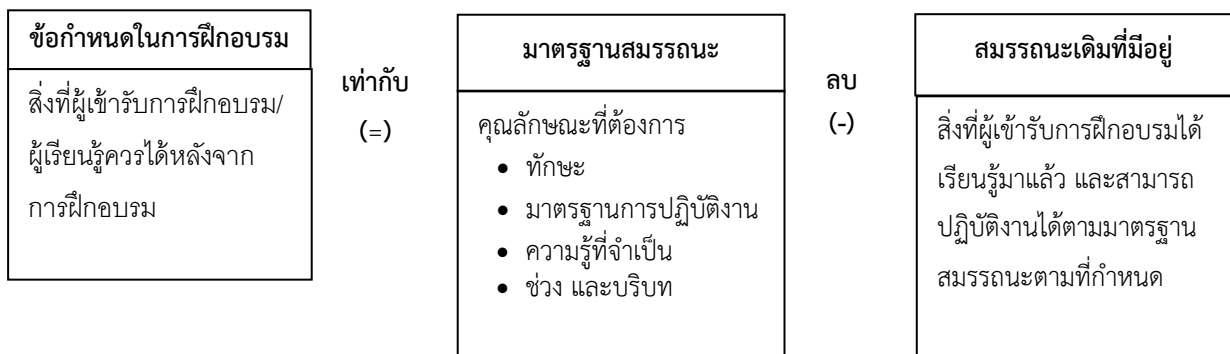 ข้อกำหนดในการฝึกอบรม
สิ่งที่ผู้เข้ารับการฝึกอบรม/
ผู้เรียนรู้ควรได้หลังจาก
การฝึกอบรม
เท่ากับ
(=)
มาตรฐานสมรรถนะ
คุณลักษณะที่ต้องการ
• ทักษะ
• มาตรฐานการปฏิบัติงาน
• ความรู้ที่จำเป็น
• ช่วง และบริบท
ลบ
(-)
สมรรถนะเดิมที่มีอยู่
สิ่งที่ผู้เข้ารับการฝึกอบรมได้
เรียนรู้มาแล้ว และสามารถ
ปฏิบัติงานได้ตามมาตรฐาน
สมรรถนะตามที่กำหนด